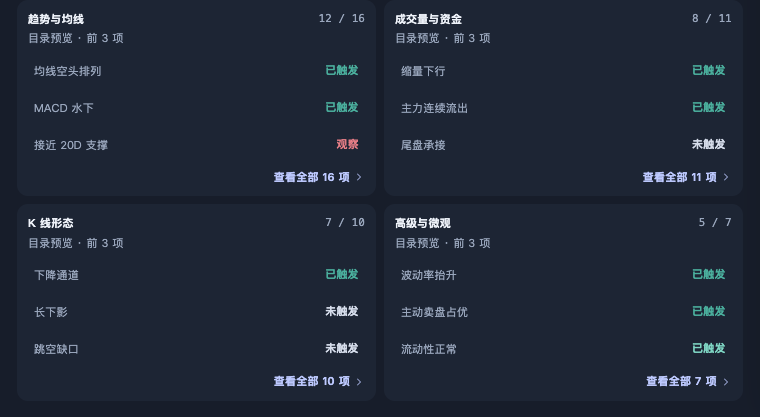 趋势与均线 12 / 16
目录预览 · 前 3 项
均线空头排列 已触发
MACD 水下 已触发
接近 20D 支撑 观察
查看全部 16 项 >
成交量与资金 8 / 11
目录预览 · 前 3 项
缩量下行 已触发
主力连续流出 已触发
尾盘承接 未触发
查看全部 11 项 >
K 线形态 7 / 10
目录预览 · 前 3 项
下降通道 已触发
长下影 未触发
跳空缺口 未触发
查看全部 10 项 >
高级与微观 5 / 7
目录预览 · 前 3 项
波动率抬升 已触发
主动卖盘占优 已触发
流动性正常 已触发
查看全部 7 项 >